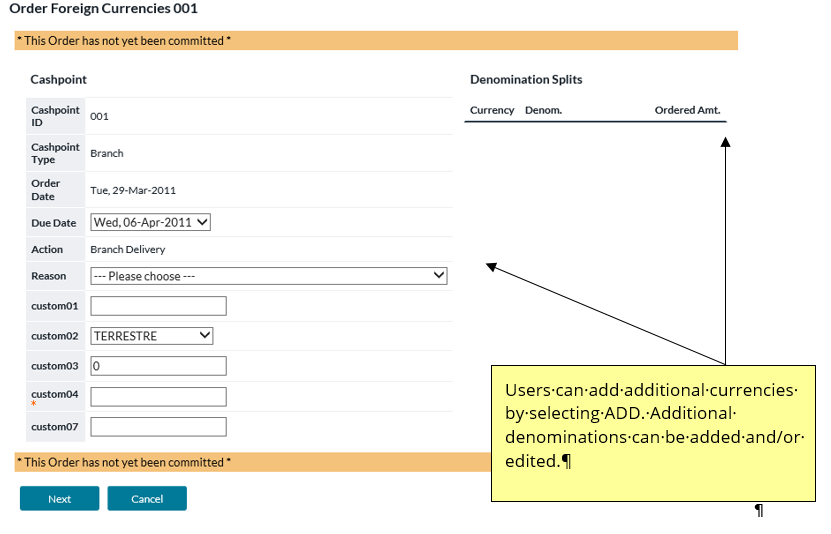 Order Foreign Currencies 001
* This Order has not yet been committed *
Cashpoint
Cashpoint ID 001
Cashpoint Type Branch
Order Date Tue, 29-Mar-2011
Due Date Wed, 06-Apr-2011
Action Branch Delivery
Reason --- Please choose ---
custom01
custom02 TERRESTRE
custom03 0
custom04
*
custom07
Denomination Splits
Currency Denom. Ordered Amt.
Users·can·add·additional·currencies·
by·selecting·ADD.·Additional·
denominations·can·be·added·and/or·
edited.¶
¶
* This Order has not yet been committed *
Next Cancel